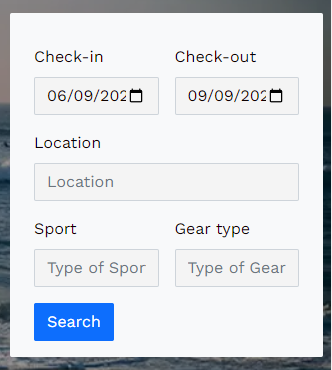 Check-in Check-out
06/09/202 09/09/202
Location
Location
Sport Gear type
Type of Spor Type of Gear
Search